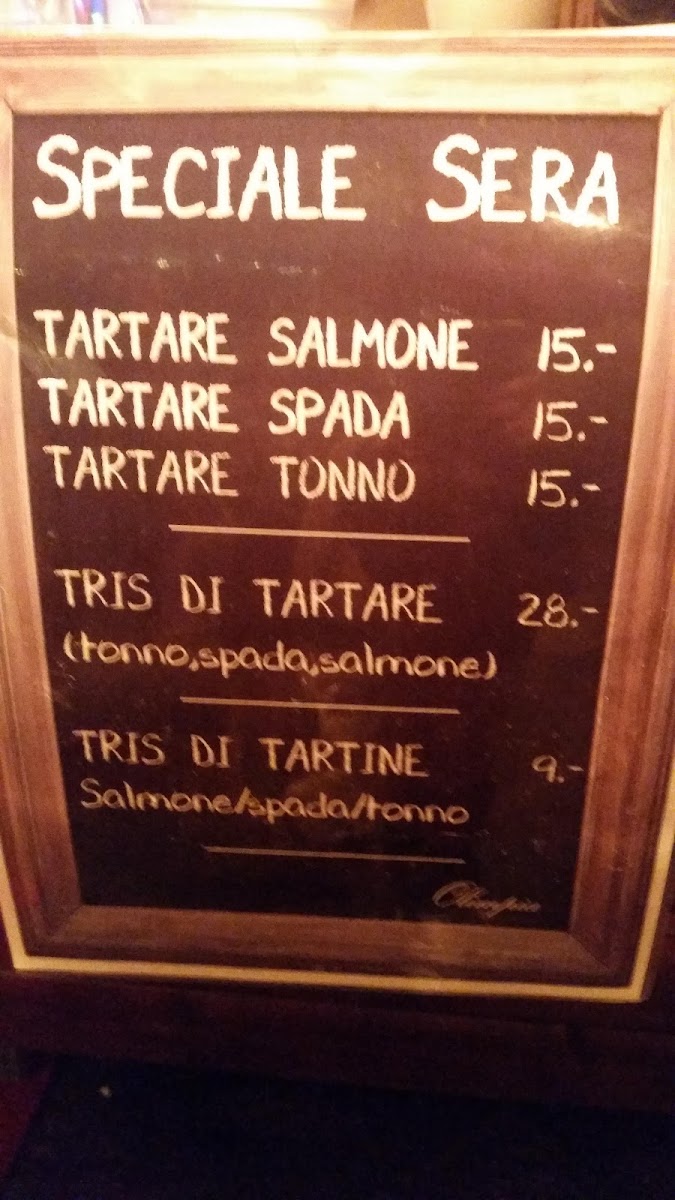 SPECIALE SERA
TARTARE SALMONE 15.-
TARTARE SPADA 15.-
TARTARE TONNO 15.-
TRIS DI TARTARE 28.-
(tonno,spada,salmone)
TRIS DI TARTINE 9.-
Salmone/spada/tonno
Olimpia